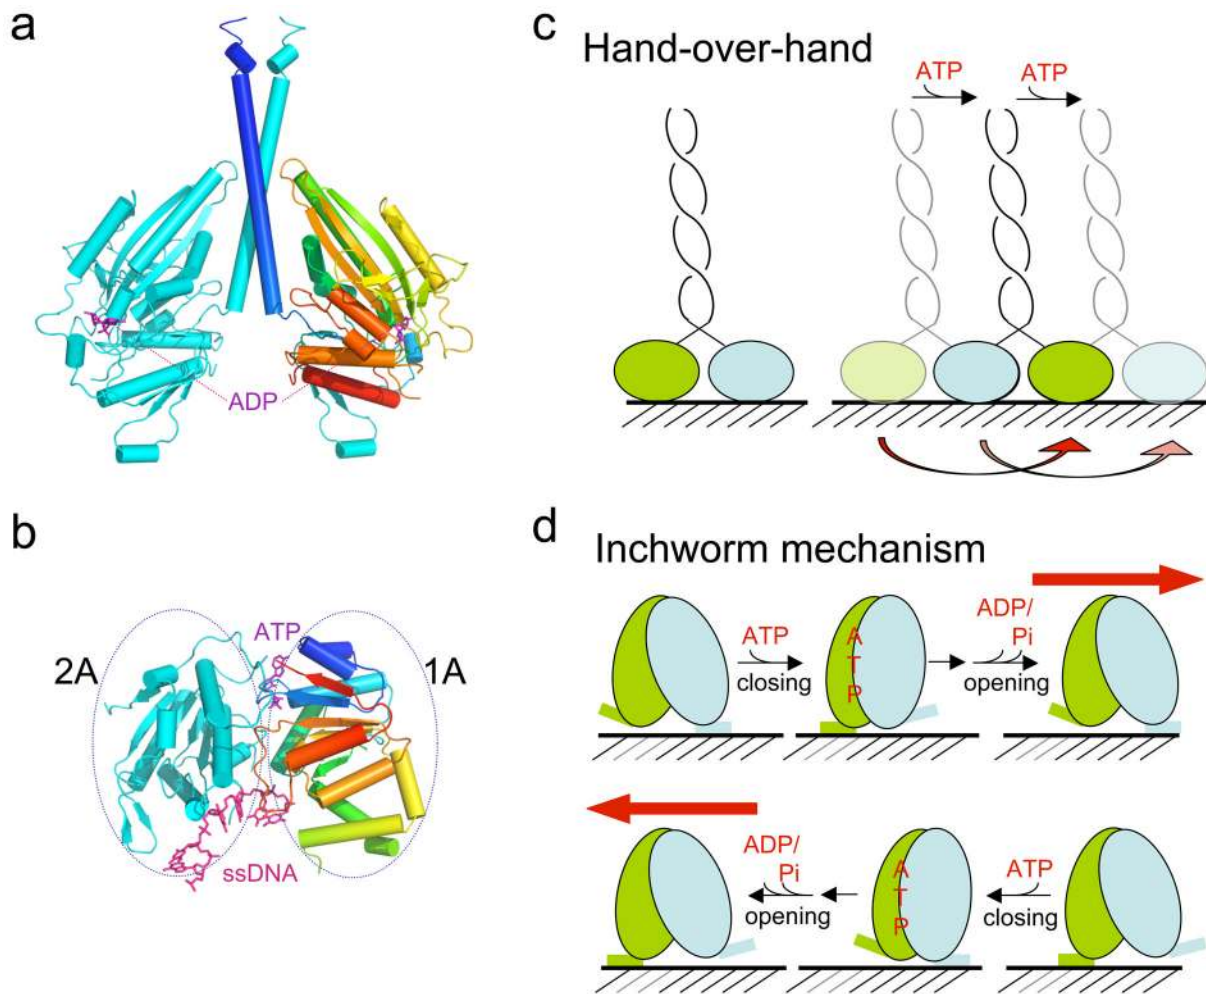 a
ADP
b
2A
ATP
1A
ssDNA
c
Hand-over-hand
ATP
ATP
d
Inchworm mechanism
ATP
closing
A
T
P
ADP/
Pi
opening
ADP/
Pi
opening
A
T
P
ATP
closing